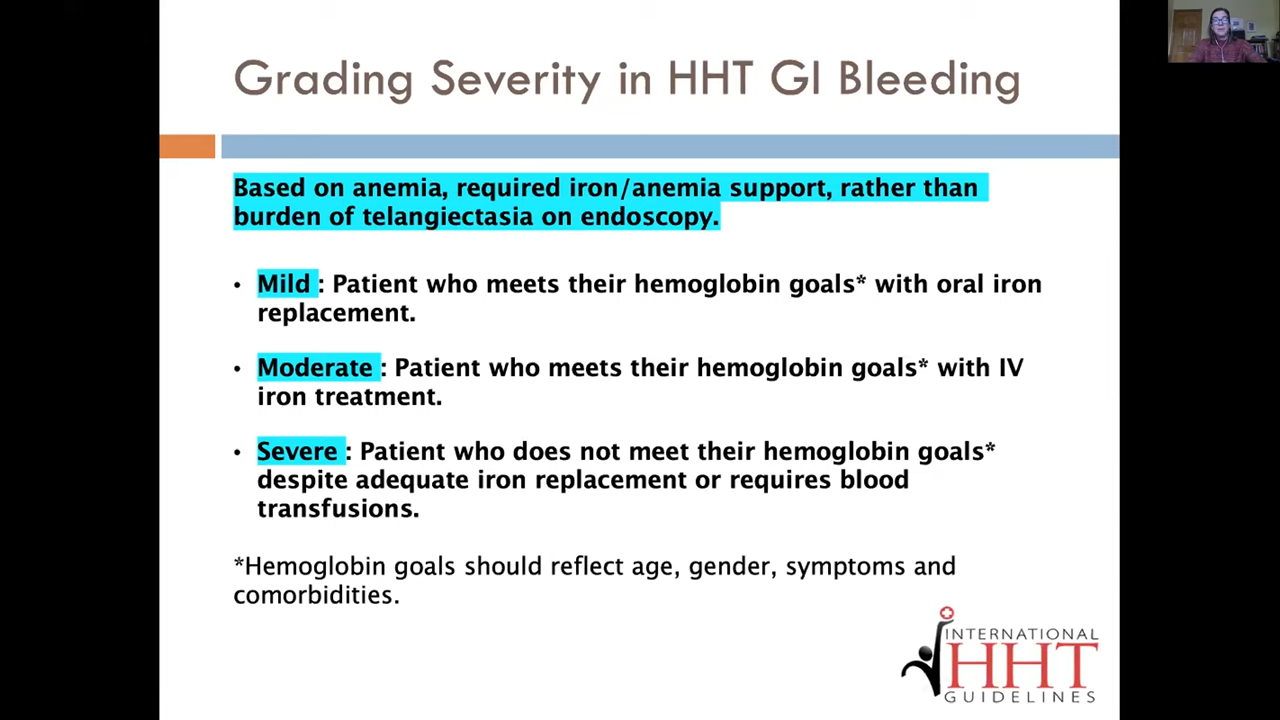 Grading Severity in HHT GI Bleeding
Based on anemia, required iron/anemia support, rather than
burden of telangiectasia on endoscopy.
• Mild : Patient who meets their hemoglobin goals* with oral iron
replacement.
• Moderate : Patient who meets their hemoglobin goals* with IV
iron treatment.
• Severe : Patient who does not meet their hemoglobin goals*
despite adequate iron replacement or requires blood
transfusions.
*Hemoglobin goals should reflect age, gender, symptoms and
comorbidities.
INTERNATIONAL
HHT
GUIDELINES